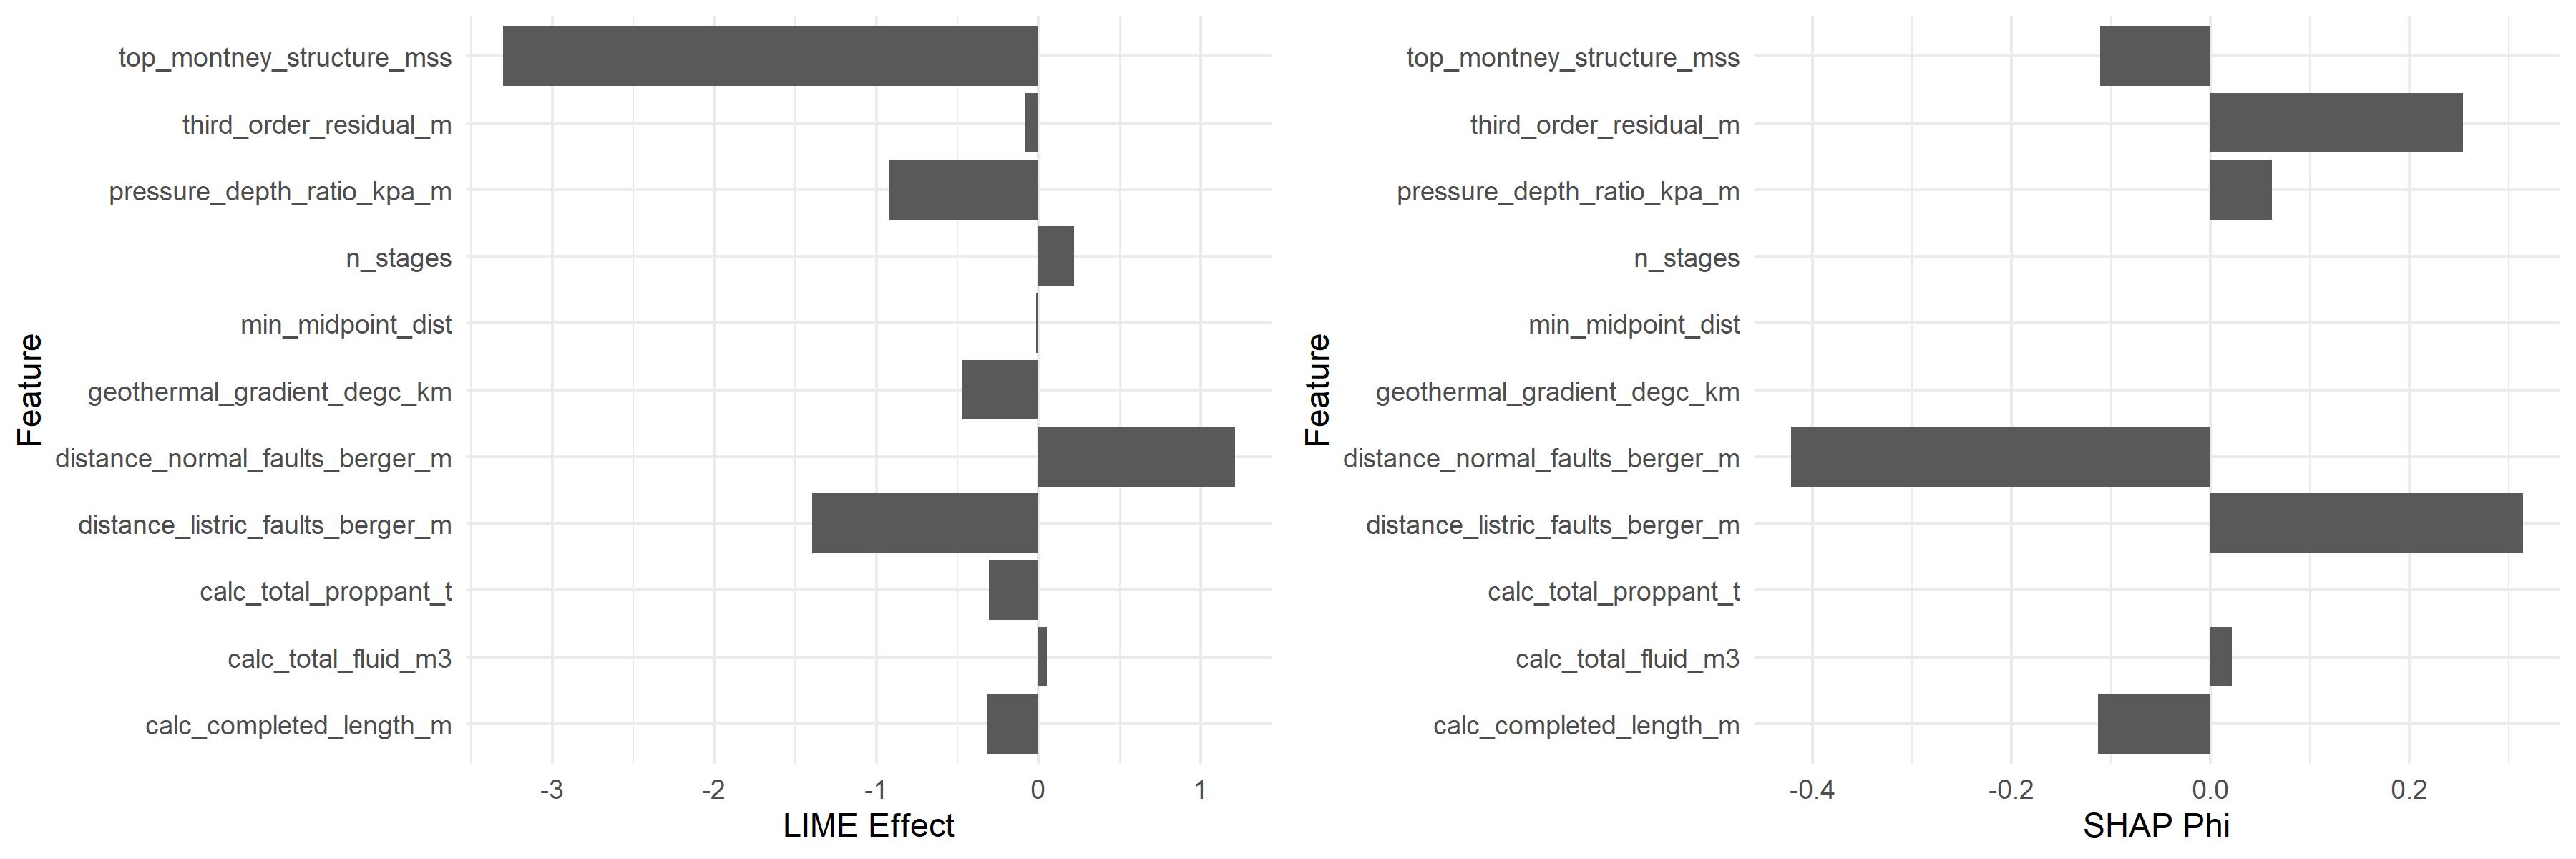 Feature
top_montney_structure_mss
third_order_residual_m
pressure_depth_ratio_kpa_m
n_stages
min_midpoint_dist
geothermal_gradient_degc_km
distance_normal_faults_berger_m
distance_listric_faults_berger_m
calc_total_proppant_t
calc_total_fluid_m3
calc_completed_length_m
-3 -2 -1 0 1
LIME Effect
Feature
top_montney_structure_mss
third_order_residual_m
pressure_depth_ratio_kpa_m
n_stages
min_midpoint_dist
geothermal_gradient_degc_km
distance_normal_faults_berger_m
distance_listric_faults_berger_m
calc_total_proppant_t
calc_total_fluid_m3
calc_completed_length_m
-0.4 -0.2 0.0 0.2
SHAP Phi